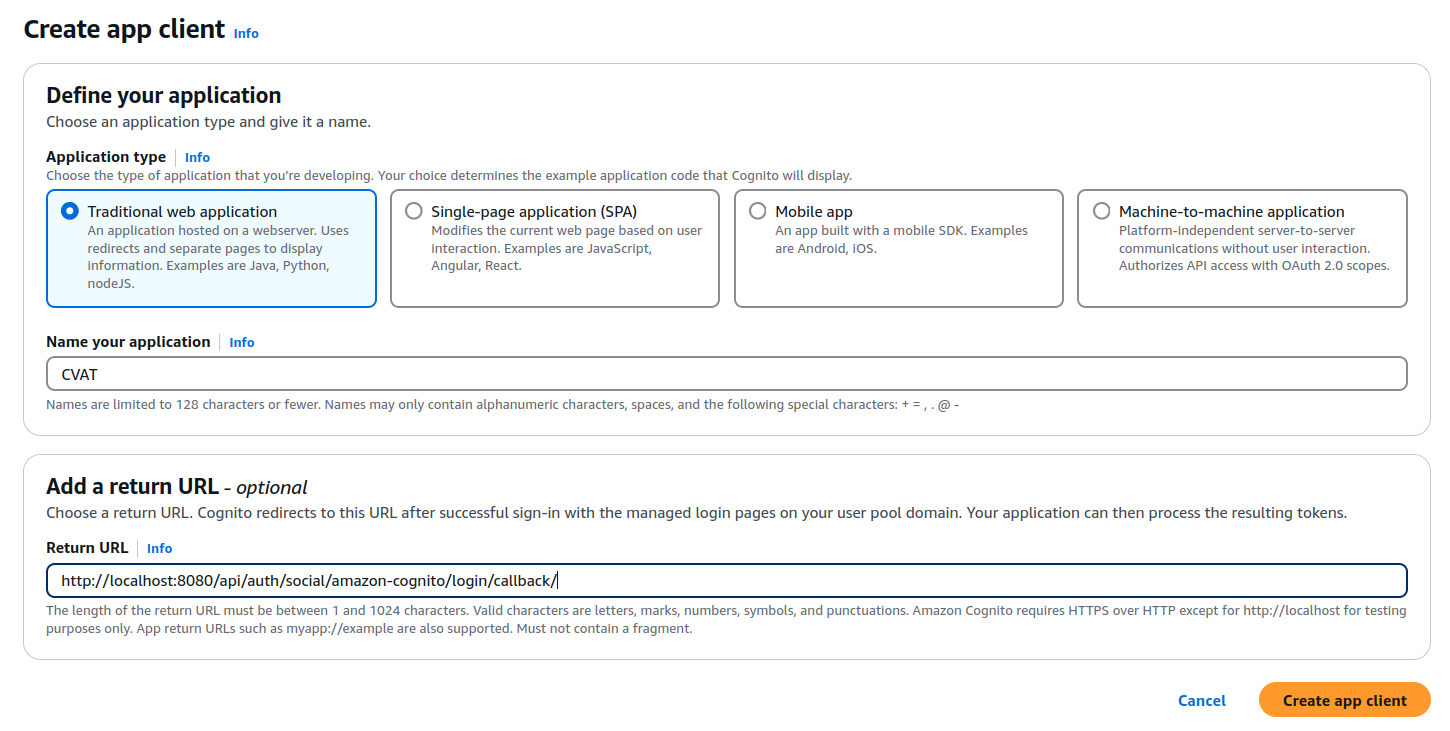 Create app client Info
Define your application
Choose an application type and give it a name.
Application type Info
Choose the type of application that you're developing. Your choice determines the example application code that Cognito will display.
Traditional web application
An application hosted on a webserver. Uses
redirects and separate pages to display
information. Examples are Java, Python,
nodeJS.
Single-page application (SPA)
Modifies the current web page based on user
interaction. Examples are JavaScript,
Angular, React.
Mobile app
An app built with a mobile SDK. Examples
are Android, iOS.
Machine-to-machine application
Platform-independent server-to-server
communications without user interaction.
Authorizes API access with OAuth 2.0 scopes.
Name your application Info
CVAT
Names are limited to 128 characters or fewer. Names may only contain alphanumeric characters, spaces, and the following special characters: + = , . @ -
Add a return URL - optional
Choose a return URL. Cognito redirects to this URL after successful sign-in with the managed login pages on your user pool domain. Your application can then process the resulting tokens.
Return URL Info
http://localhost:8080/api/auth/social/amazon-cognito/login/callback/
The length of the return URL must be between 1 and 1024 characters. Valid characters are letters, marks, numbers, symbols, and punctuations. Amazon Cognito requires HTTPS over HTTP except for http://localhost for testing
purposes only. App return URLs such as myapp://example are also supported. Must not contain a fragment.
Cancel
Create app client